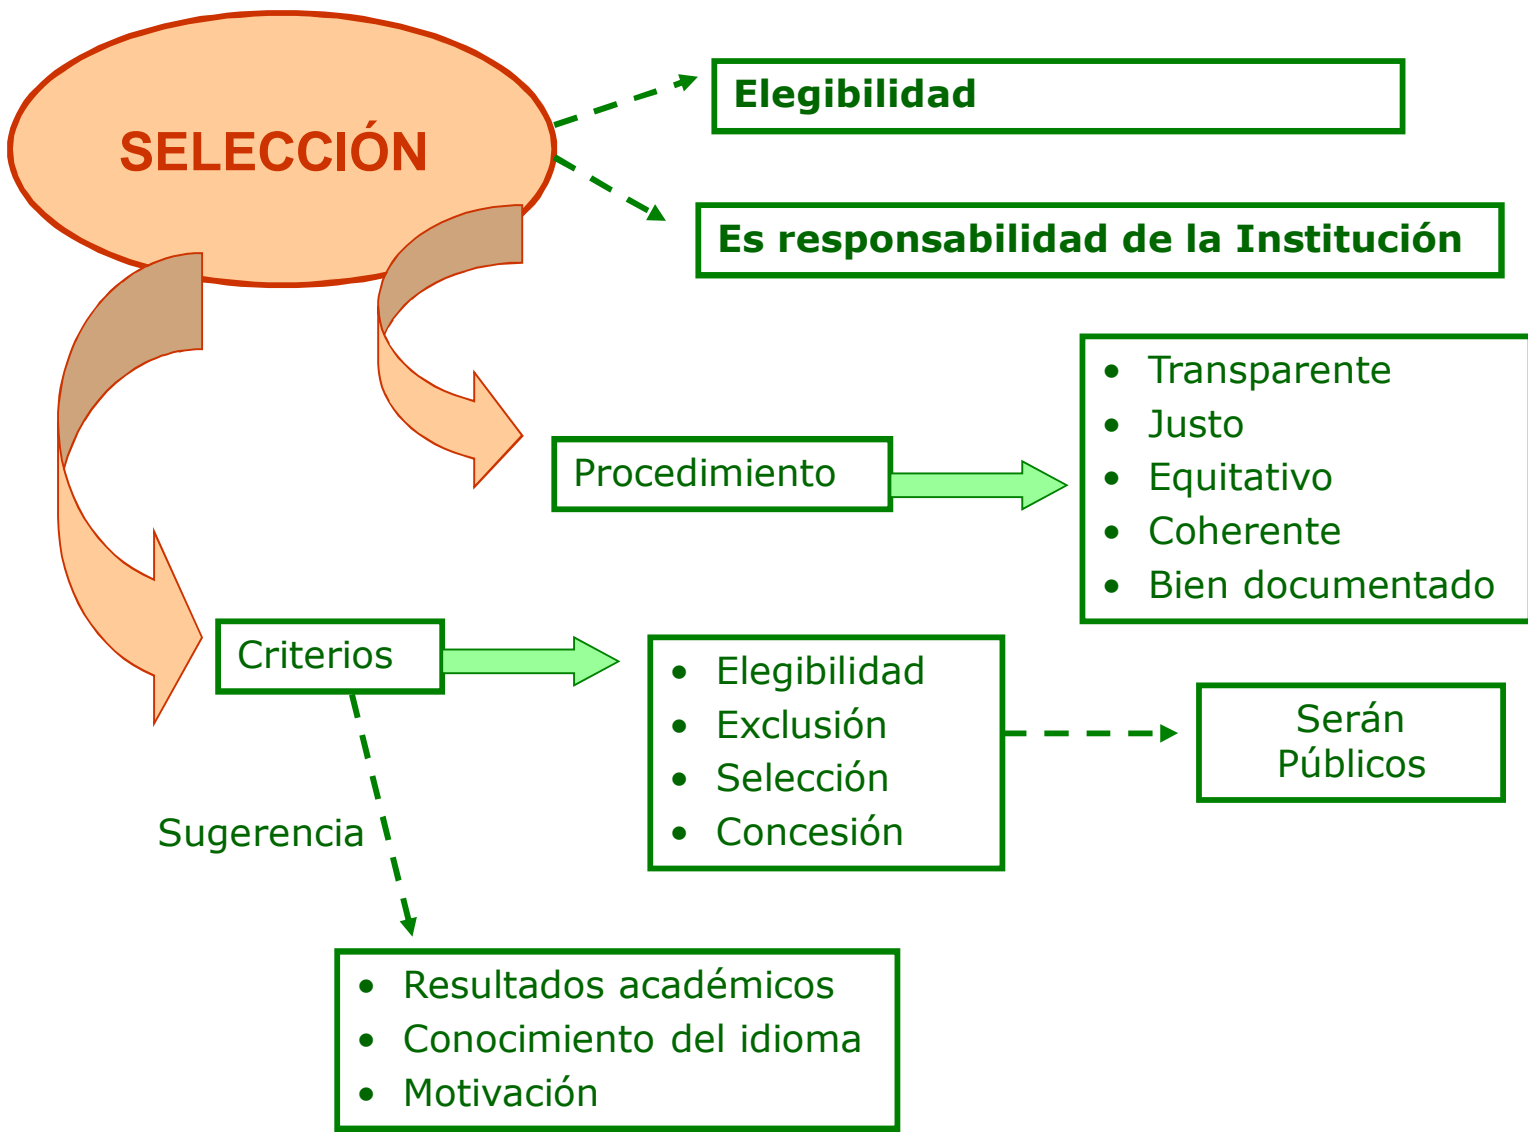 SELECCIÓN
Elegibilidad
Es responsabilidad de la Institución
Procedimiento
• Transparente
• Justo
• Equitativo
• Coherente
• Bien documentado
Criterios
• Elegibilidad
• Exclusión
• Selección
• Concesión
Serán
Públicos
Sugerencia
• Resultados académicos
• Conocimiento del idioma
• Motivación